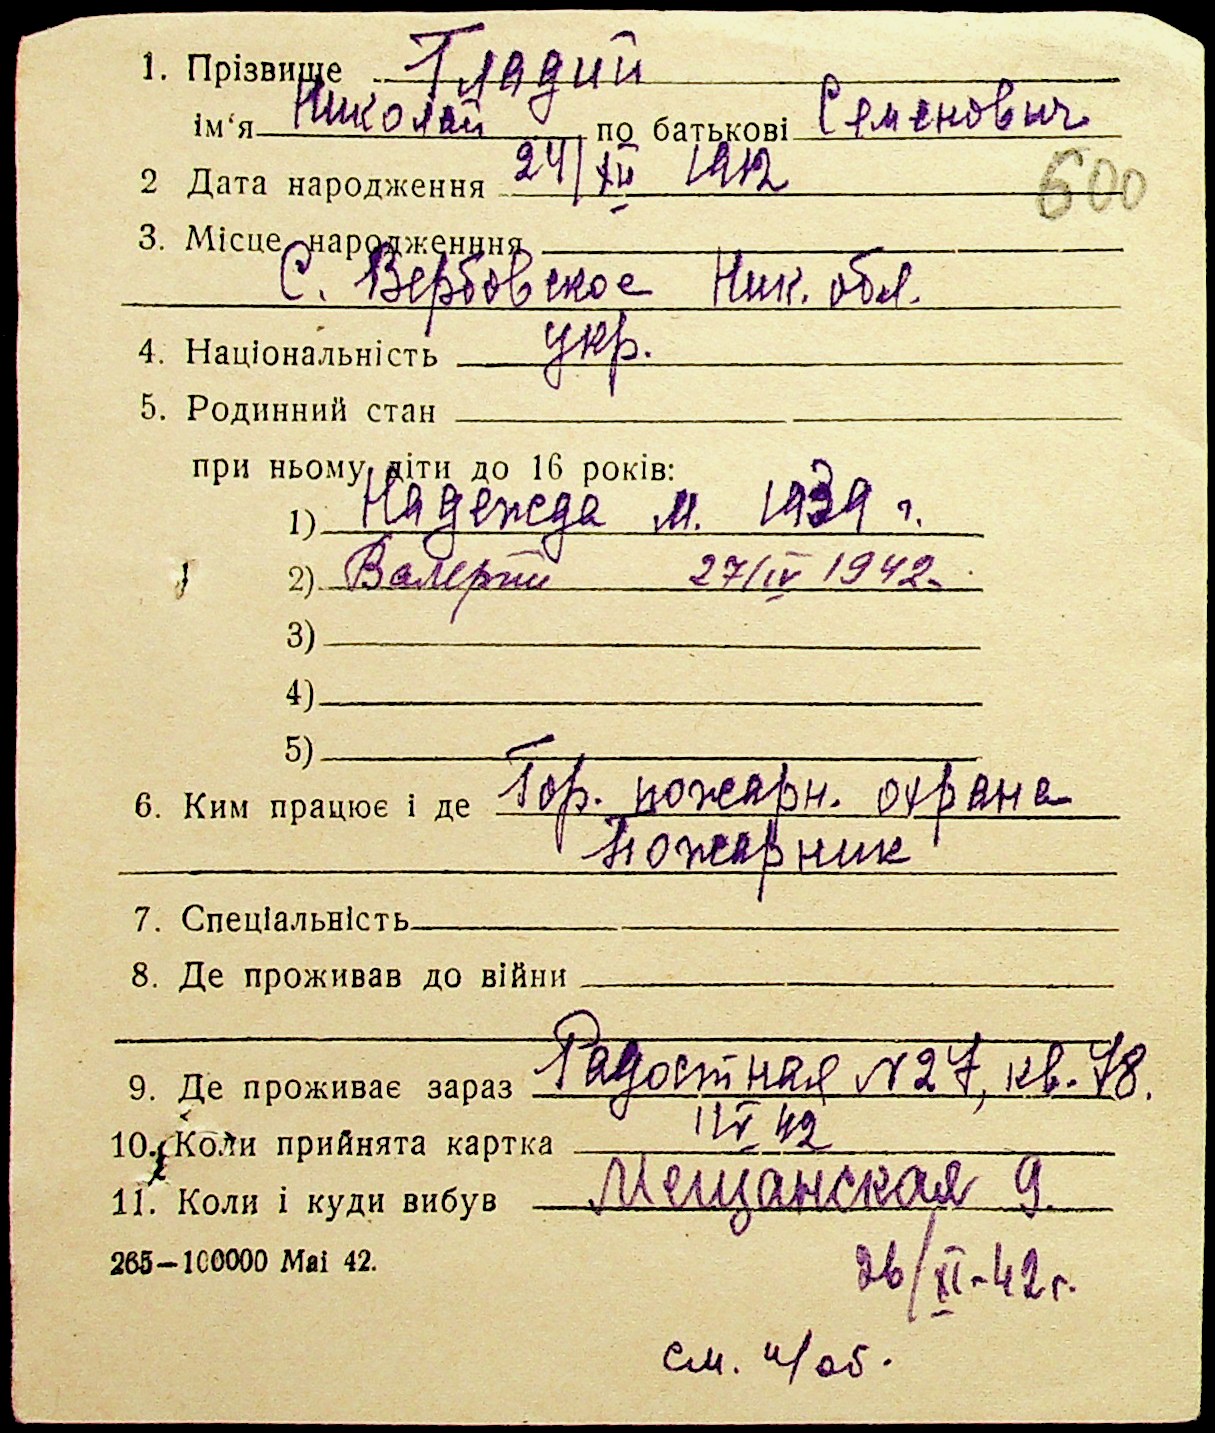 1. Прізвище Гладий
ім‘я Николай по батькові Семенович
2 Дата народження 24/XII 1912
600
3. Місце народженння
С. Вербовское Ник. обл.
4. Національність укр.
5. Родинний стан
при ньому діти до 16 років:
1) Надежда м. 1939 г.
2) Валерий 27/IV 1942
3)
4)
5)
6. Ким працює і де Гор. пожарн. охрана
Пожарник
7. Спеціальність
8. Де проживав до війни
9. Де проживає зараз Радостная №27, кв. 78.
10. Коли прийнята картка V 42
11. Коли і куди вибув Мещанская 9.
265—100000 Mai 42.
26/XI-42 г.
см. н/об.